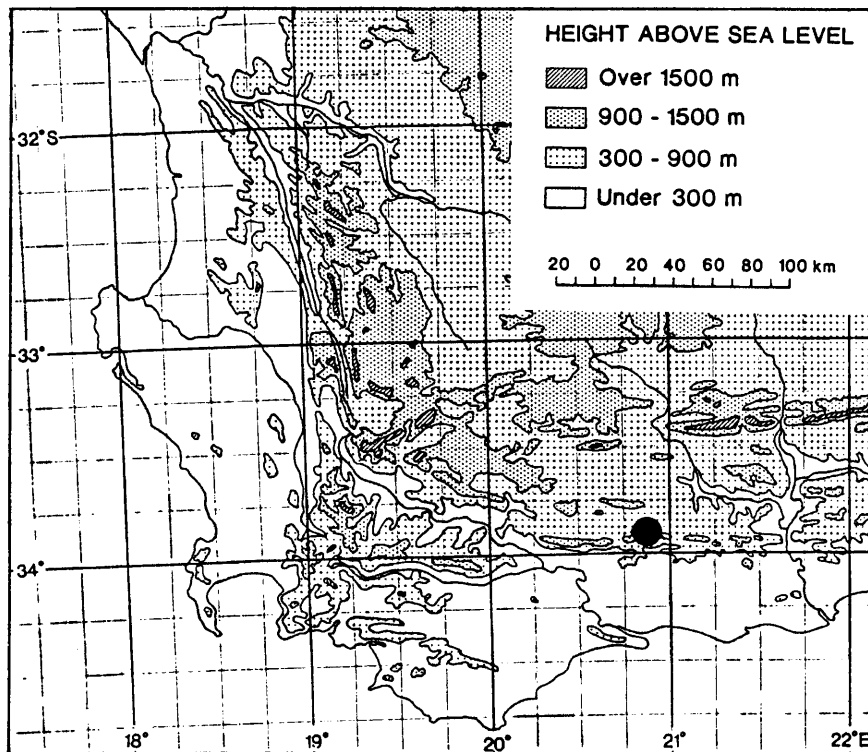 HEIGHT ABOVE SEA LEVEL
Over 1500 m
900 - 1500 m
300 - 900 m
Under 300 m
20 0 20 40 60 80 100 km
32°S
33°
34°
18° 19° 20° 21° 22°E